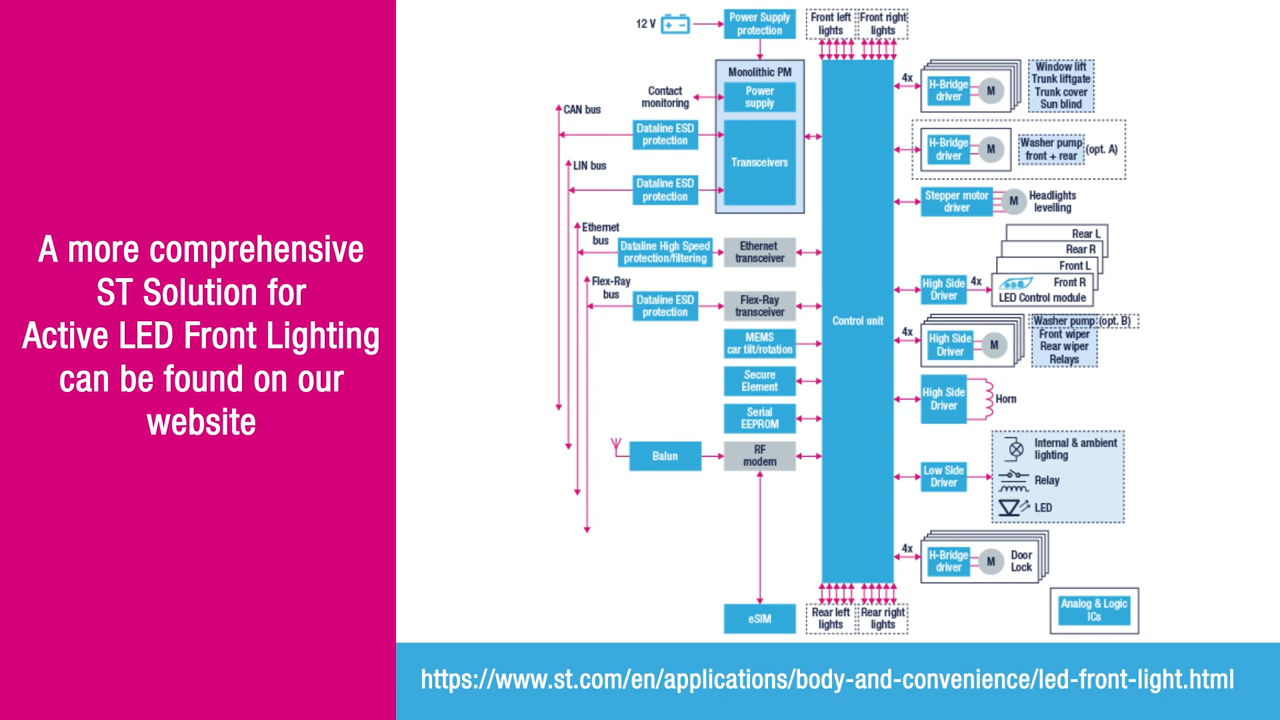 A more comprehensive
ST Solution for
Active LED Front Lighting
can be found on our
website
12 V
Power Supply
protection
Front left
lights
Front right
lights
Monolithic PM
Power
supply
Contact
monitoring
CAN bus
Dataline ESD
protection
Transceivers
LIN bus
Dataline ESD
protection
Ethernet
bus
Dataline High Speed
protection/filtering
Ethernet
transceiver
Flex-Ray
bus
Dataline ESD
protection
Flex-Ray
transceiver
MEMS
car tilt/rotation
Secure
Element
Serial
EEPROM
Balun
RF
modem
eSIM
Control unit
4x
H-Bridge
driver
M
Window lift
Trunk liftgate
Trunk cover
Sun blind
H-Bridge
driver
M
Washer pump
front + rear
(opt. A)
Stepper motor
driver
M
Headlights
levelling
Rear L
Rear R
Front L
Front R
LED Control module
High Side
Driver
4x
4x
High Side
Driver
M
Washer pump (opt. B)
Front wiper
Rear wiper
Relays
High Side
Driver
Horn
Low Side
Driver
Internal & ambient
lighting
Relay
LED
4x
H-Bridge
driver
M
Door
Lock
Rear left
lights
Rear right
lights
Analog & Logic
ICs
https://www.st.com/en/applications/body-and-convenience/led-front-light.html